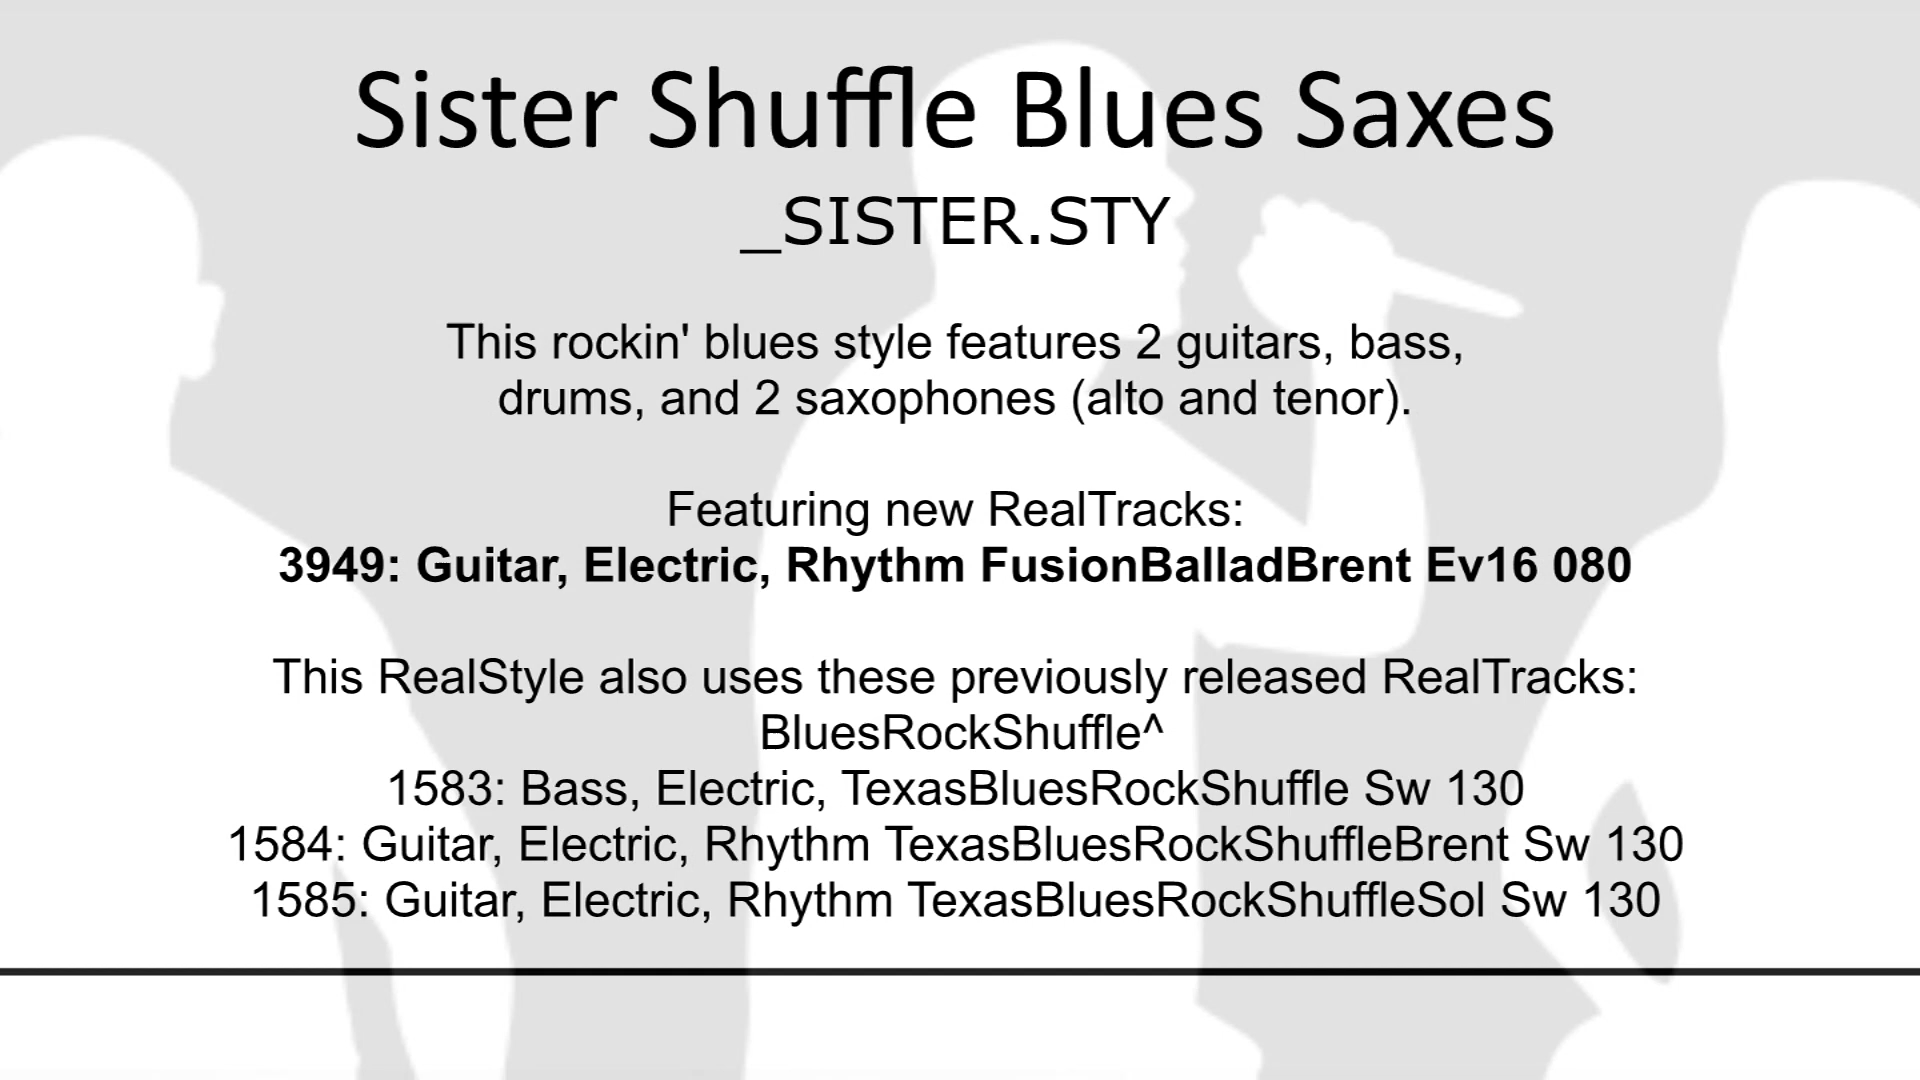 Sister Shuffle Blues Saxes
_SISTER.STY
This rockin' blues style features 2 guitars, bass,
drums, and 2 saxophones (alto and tenor).
Featuring new RealTracks:
3949: Guitar, Electric, Rhythm FusionBalladBrent Ev16 080
This RealStyle also uses these previously released RealTracks:
BluesRockShuffle^
1583: Bass, Electric, TexasBluesRockShuffle Sw 130
1584: Guitar, Electric, Rhythm TexasBluesRockShuffleBrent Sw 130
1585: Guitar, Electric, Rhythm TexasBluesRockShuffleSol Sw 130